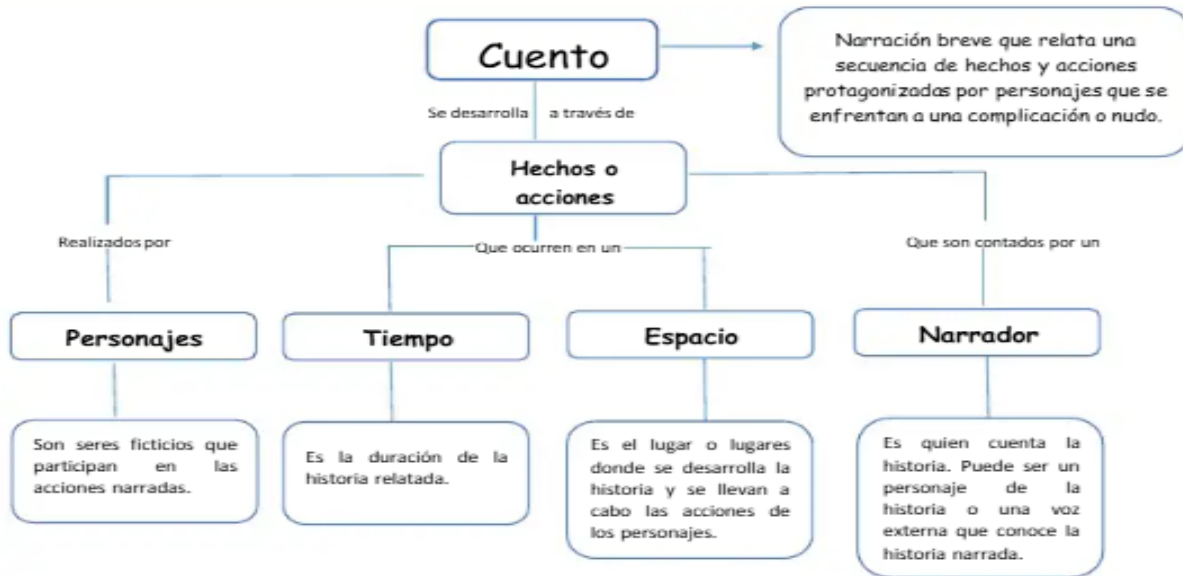 Cuento
Narración breve que relata una
secuencia de hechos y acciones
protagonizadas por personajes que se
enfrentan a una complicación o nudo.
Se desarrolla a través de
Hechos o
acciones
Realizados por
Que ocurren en un
Que son contados por un
Personajes
Tiempo
Espacio
Narrador
Son seres ficticios que
participan en las
acciones narradas.
Es la duración de la
historia relatada.
Es el lugar o lugares
donde se desarrolla la
historia y se llevan a
cabo las acciones de
los personajes.
Es quien cuenta la
historia. Puede ser un
personaje de la
historia o una voz
externa que conoce la
historia narrada.